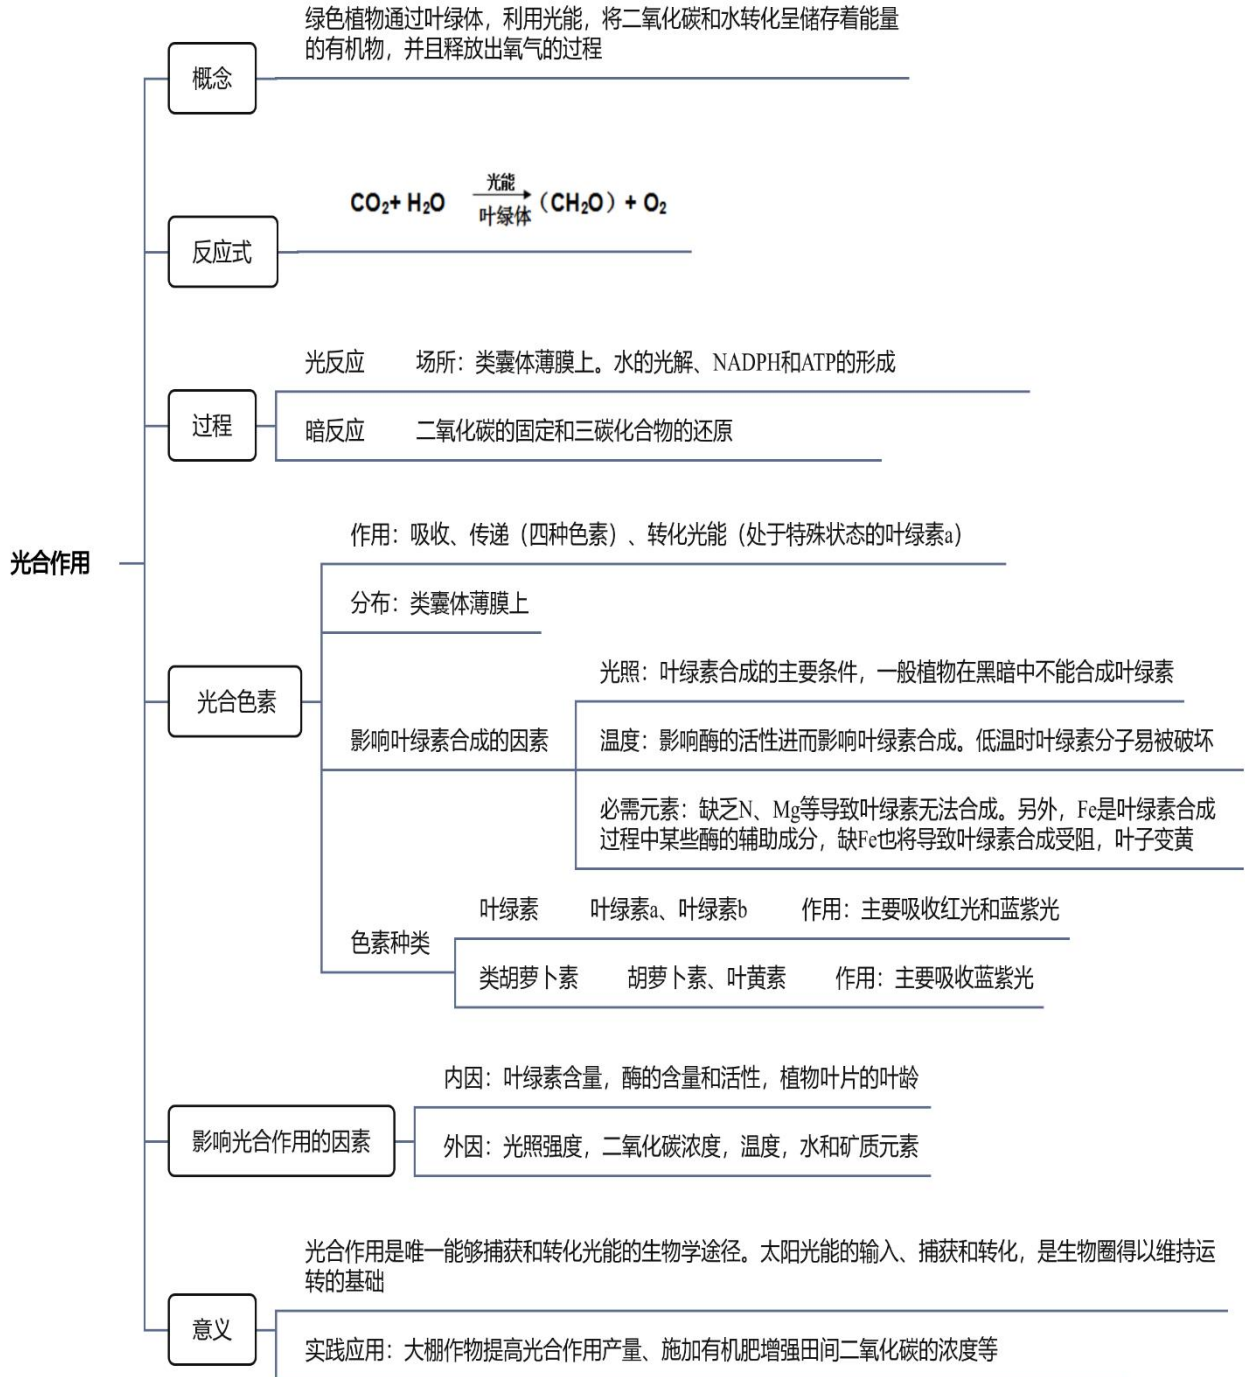 绿色植物通过叶绿体，利用光能，将二氧化碳和水转化呈储存着能量
的有机物，并且释放出氧气的过程
概念
CO₂+ H₂O 光能 叶绿体 （CH₂O）+ O₂
反应式
光反应 场所：类囊体薄膜上。水的光解、NADPH和ATP的形成
过程
暗反应 二氧化碳的固定和三碳化合物的还原
光合作用
作用：吸收、传递（四种色素）、转化光能（处于特殊状态的叶绿素a）
分布：类囊体薄膜上
光合色素
影响叶绿素合成的因素
光照：叶绿素合成的主要条件，一般植物在黑暗中不能合成叶绿素
温度：影响酶的活性进而影响叶绿素合成。低温时叶绿素分子易被破坏
必需元素：缺乏N、Mg等导致叶绿素无法合成。另外，Fe是叶绿素合成
过程中某些酶的辅助成分，缺Fe也将导致叶绿素合成受阻，叶子变黄
色素种类
叶绿素 叶绿素a、叶绿素b 作用：主要吸收红光和蓝紫光
类胡萝卜素 胡萝卜素、叶黄素 作用：主要吸收蓝紫光
影响光合作用的因素
内因：叶绿素含量，酶的含量和活性，植物叶片的叶龄
外因：光照强度，二氧化碳浓度，温度，水和矿质元素
意义
光合作用是唯一能够捕获和转化光能的生物学途径。太阳光能的输入、捕获和转化，是生物圈得以维持运
转的基础
实践应用：大棚作物提高光合作用产量、施加有机肥增强田间二氧化碳的浓度等